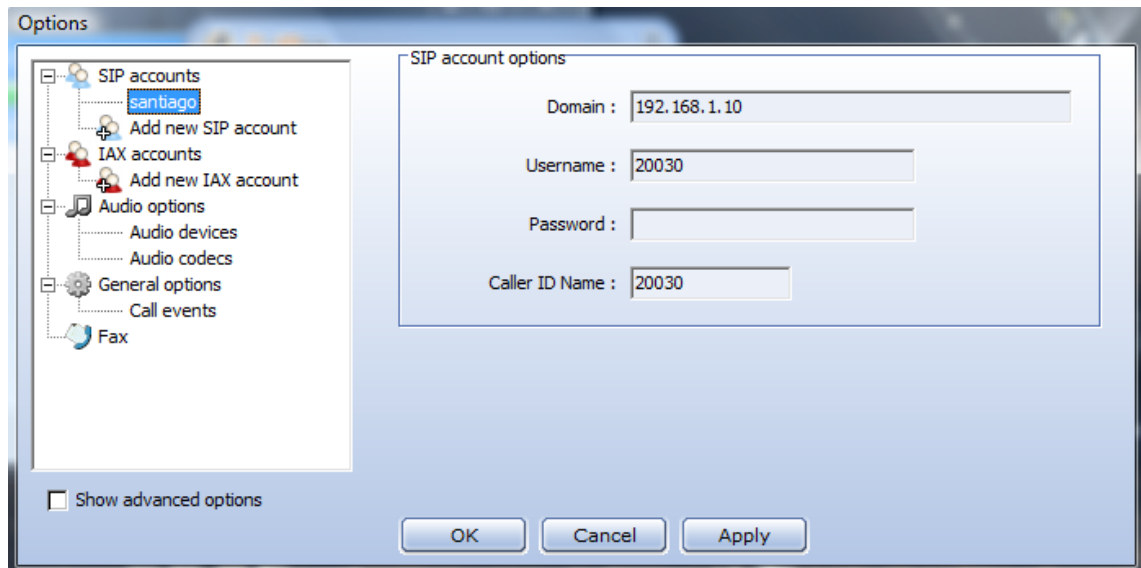 Options
SIP accounts
santiago
Add new SIP account
IAX accounts
Add new IAX account
Audio options
Audio devices
Audio codecs
General options
Call events
Fax
Show advanced options
SIP account options
Domain : 192.168.1.10
Username : 20030
Password :
Caller ID Name : 20030
OK Cancel Apply